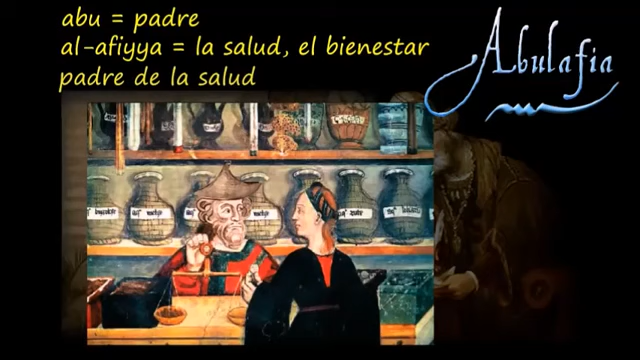 abu = padre
al-afiyya = la salud, el bienestar
padre de la salud
Abulafia